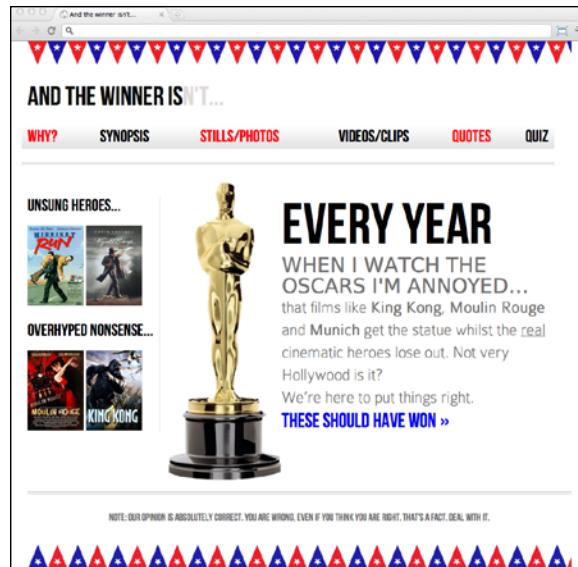 And the winner isn't...
AND THE WINNER ISN'T...
WHY? SYNOPSIS STILLS/PHOTOS VIDEOS/CLIPS QUOTES QUIZ
UNSUNG HEROES...
MIDNIGHT
RUN
OVERHYPED NONSENSE...
MOULIN ROUGE
KING KONG
EVERY YEAR
WHEN I WATCH THE
OSCARS I'M ANNOYED...
that films like King Kong, Moulin Rouge
and Munich get the statue whilst the real
cinematic heroes lose out. Not very
Hollywood is it?
We're here to put things right.
THESE SHOULD HAVE WON »
NOTE: OUR OPINION IS ABSOLUTELY CORRECT. YOU ARE WRONG, EVEN IF YOU THINK YOU ARE RIGHT. THAT'S A FACT. DEAL WITH IT.